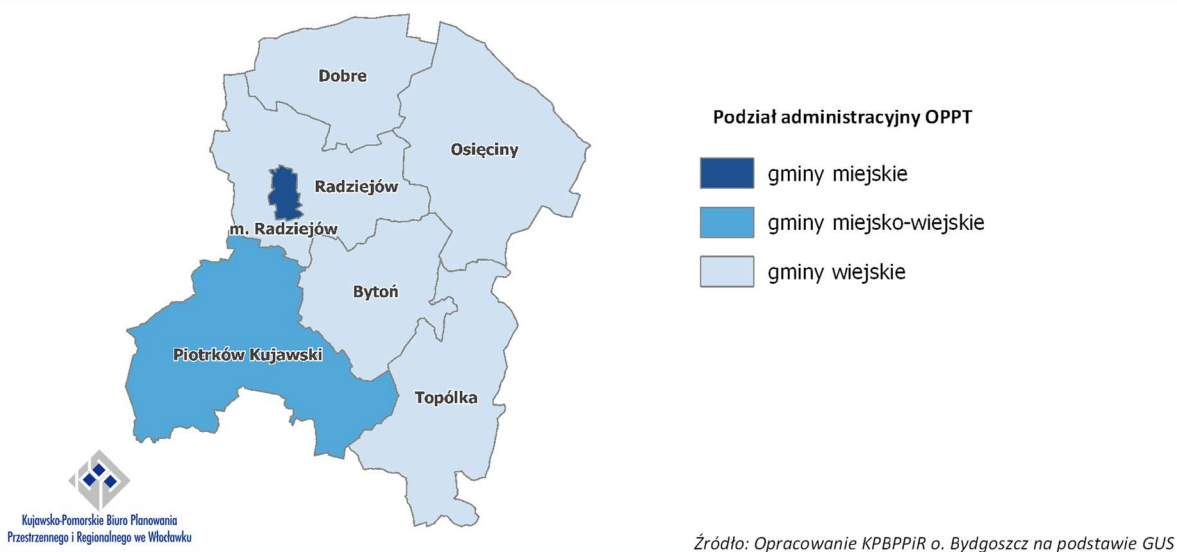 Dobre
Osięciny
Radziejów
m. Radziejów
Bytoń
Piotrków Kujawski
Topólka
Podział administracyjny OPPT
gminy miejskie
gminy miejsko-wiejskie
gminy wiejskie
Kujawsko-Pomorskie Biuro Planowania
Przestrzennego i Regionalnego we Włocławku
Źródło: Opracowanie KPBPPiR o. Bydgoszcz na podstawie GUS